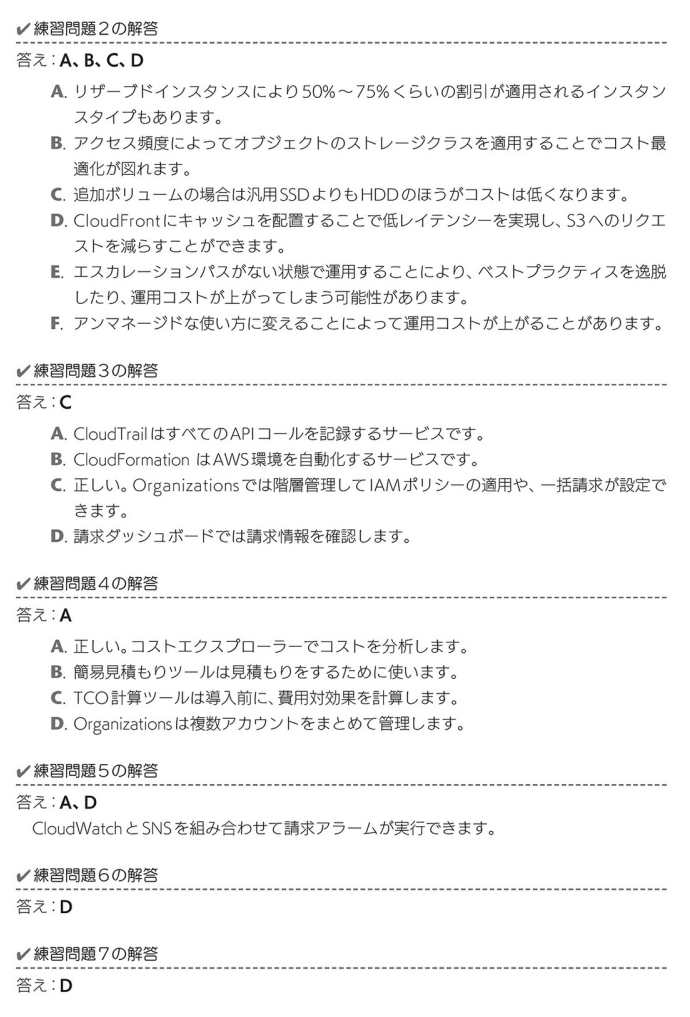 ✔練習問題2の解答
答え：A、B、C、D
A. リザーブドインスタンスにより50%～75%くらいの割引が適用されるインスタン
スタイプもあります。
B. アクセス頻度によってオブジェクトのストレージクラスを適用することでコスト最
適化が図れます。
C. 追加ボリュームの場合は汎用SSDよりもHDDのほうがコストは低くなります。
D. CloudFrontにキャッシュを配置することで低レイテンシーを実現し、S3へのリクエ
ストを減らすことができます。
E. エスカレーションパスがない状態で運用することにより、ベストプラクティスを逸脱
したり、運用コストが上がってしまう可能性があります。
F. アンマネージドな使い方に変えることによって運用コストが上がることがあります。
✔練習問題3の解答
答え：C
A. CloudTrailはすべてのAPIコールを記録するサービスです。
B. CloudFormation はAWS環境を自動化するサービスです。
C. 正しい。Organizationsでは階層管理してIAMポリシーの適用や、一括請求が設定で
きます。
D. 請求ダッシュボードでは請求情報を確認します。
✔練習問題4の解答
答え：A
A. 正しい。コストエクスプローラーでコストを分析します。
B. 簡易見積もりツールは見積もりをするために使います。
C. TCO計算ツールは導入前に、費用対効果を計算します。
D. Organizationsは複数アカウントをまとめて管理します。
✔練習問題5の解答
答え：A、D
CloudWatchとSNSを組み合わせて請求アラームが実行できます。
✔練習問題6の解答
答え：D
✔練習問題7の解答
答え：D